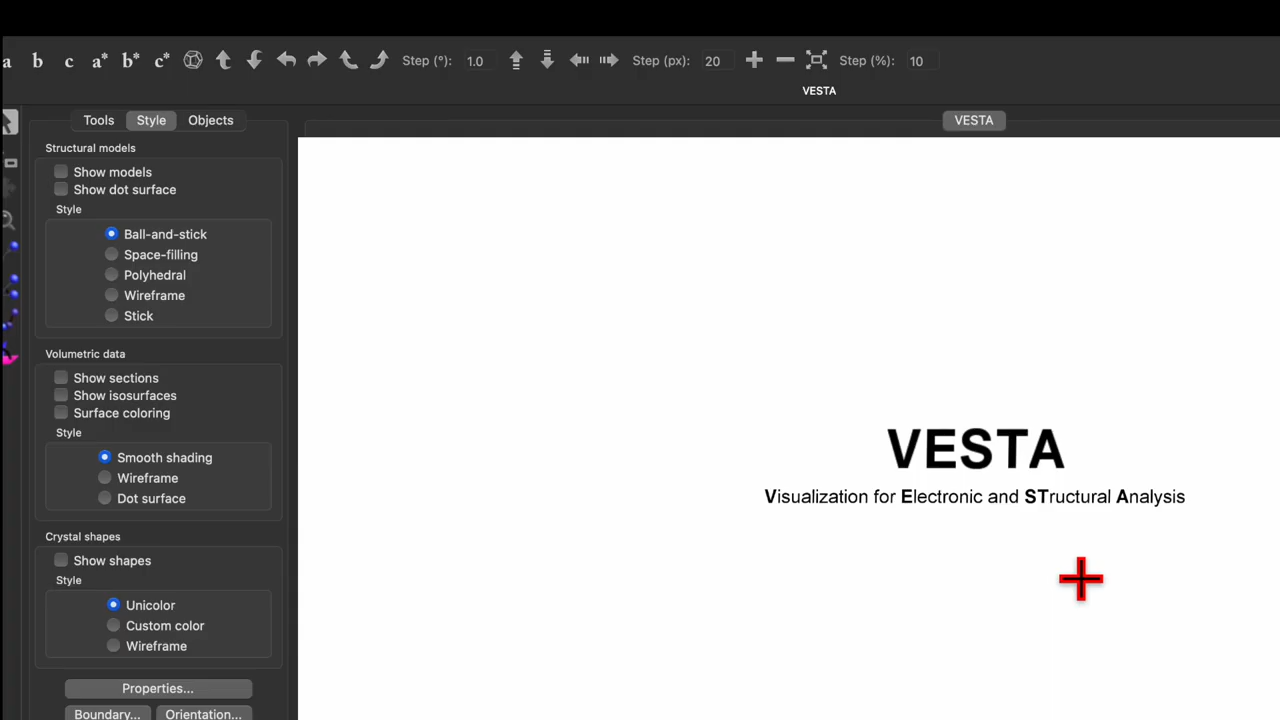 a b c a* b* c* Step (°): 1.0 Step (px): 20 Step (%): 10
VESTA
Tools Style Objects
VESTA
Structural models
Show models
Show dot surface
Style
Ball-and-stick
Space-filling
Polyhedral
Wireframe
Stick
Volumetric data
Show sections
Show isosurfaces
Surface coloring
Style
Smooth shading
Wireframe
Dot surface
Crystal shapes
Show shapes
Style
Unicolor
Custom color
Wireframe
Properties...
Boundary... Orientation...
VESTA
Visualization for Electronic and STructural Analysis